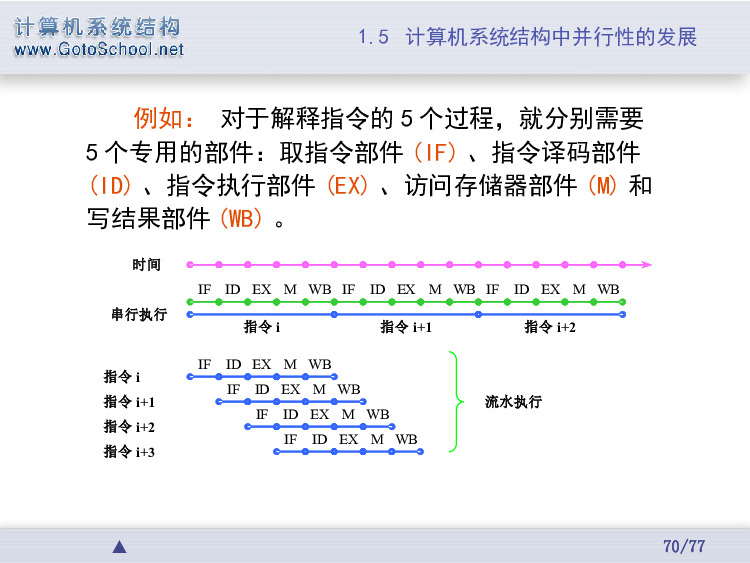 计算机系统结构
www.GotoSchool.net
1.5 计算机系统结构中并行性的发展
例如： 对于解释指令的 5 个过程，就分别需要
5 个专用的部件：取指令部件（IF）、指令译码部件
（ID）、指令执行部件（EX）、访问存储器部件（M）和
写结果部件（WB）。
时间
IF ID EX M WB IF ID EX M WB IF ID EX M WB
串行执行
指令 i 指令 i+1 指令 i+2
IF ID EX M WB
指令 i
IF ID EX M WB
指令 i+1 流水执行
IF ID EX M WB
指令 i+2
IF ID EX M WB
指令 i+3
70/77